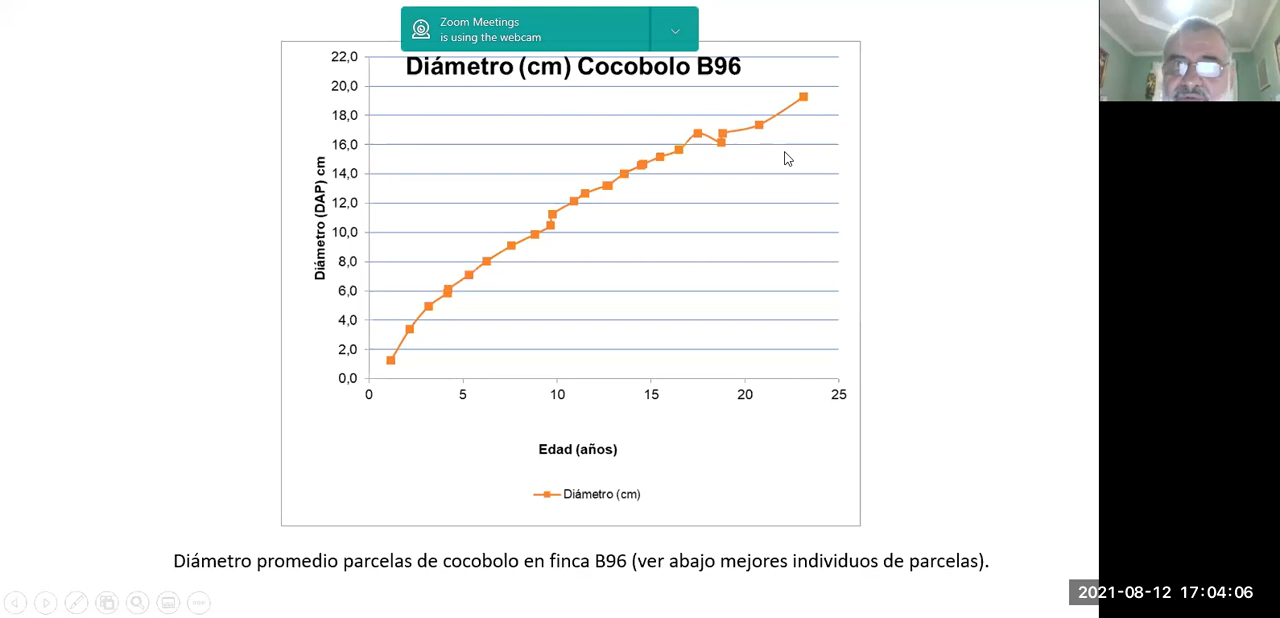 Zoom Meetings
is using the webcam
Diámetro (cm) Cocobolo B96
22,0
20,0
18,0
16,0
14,0
12,0
10,0
8,0
6,0
4,0
2,0
0,0
Diámetro (DAP) cm
0 5 10 15 20 25
Edad (años)
Diámetro (cm)
Diámetro promedio parcelas de cocobolo en finca B96 (ver abajo mejores individuos de parcelas).
2021-08-12 17:04:06